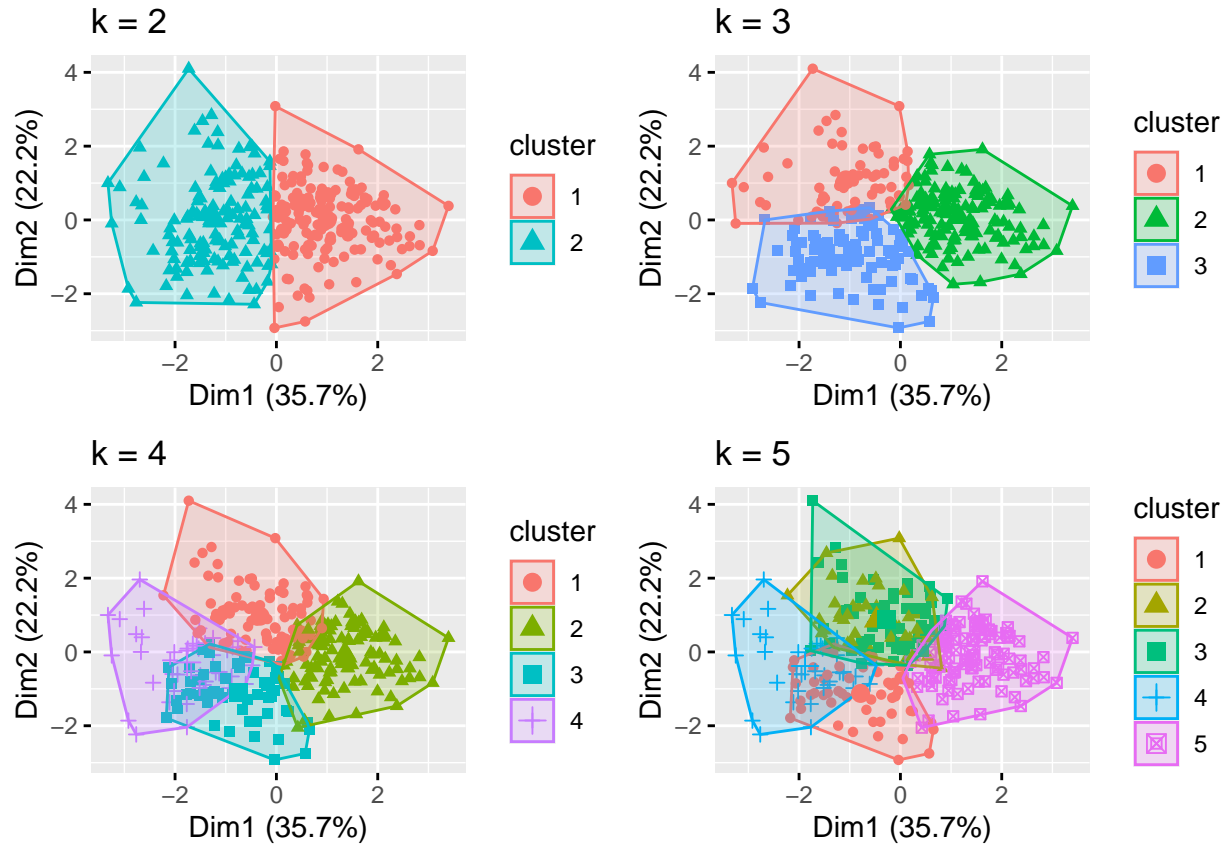 k = 2
4
2
0
−2
Dim2 (22.2%)
−2 0 2
Dim1 (35.7%)
cluster
1
2
k = 3
4
2
0
−2
Dim2 (22.2%)
−2 0 2
Dim1 (35.7%)
cluster
1
2
3
k = 4
4
2
0
−2
Dim2 (22.2%)
−2 0 2
Dim1 (35.7%)
cluster
1
2
3
4
k = 5
4
2
0
−2
Dim2 (22.2%)
−2 0 2
Dim1 (35.7%)
cluster
1
2
3
4
5